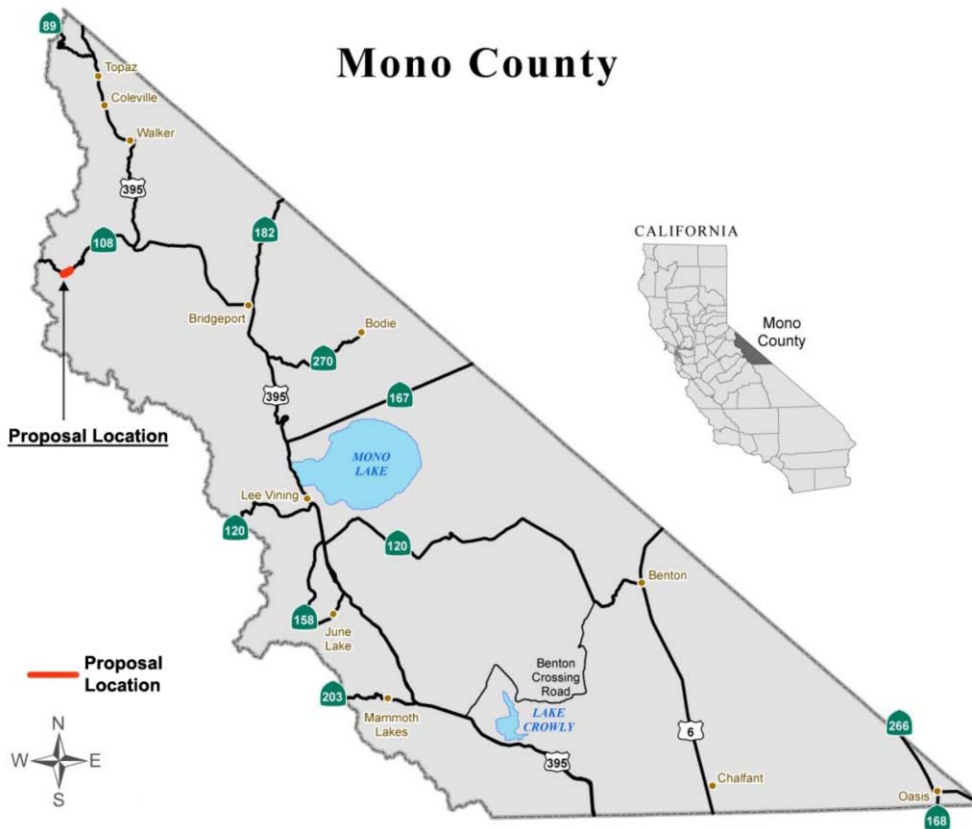 Mono County
89
Topaz
Coleville
Walker
395
108
182
CALIFORNIA
Mono
County
Bridgeport
Bodie
270
395
167
Proposal Location
MONO
LAKE
Lee Vining
120
120
Benton
158
June
Lake
Proposal
Location
Benton
Crossing
Road
203
Mammoth
Lakes
LAKE
CROWLY
266
6
395
N
W
E
S
Chalfant
Oasis
168